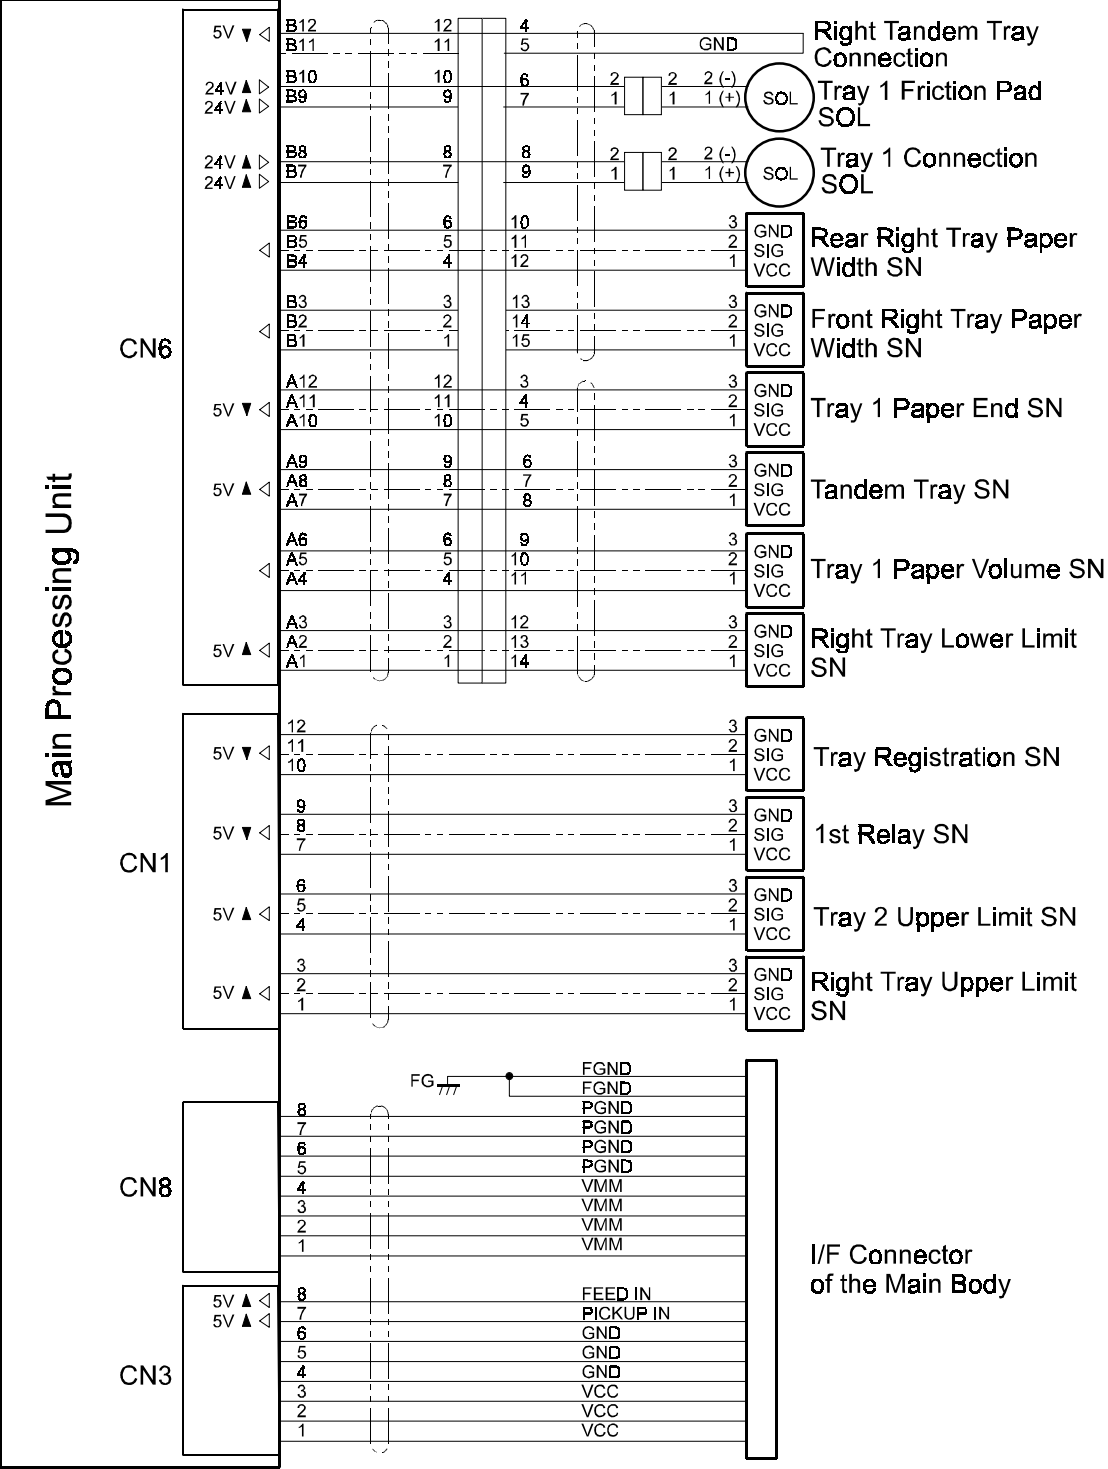 Main Processing Unit
CN6
5V ▼ ◁ B12 12 4 Right Tandem Tray
B11 11 5 GND Connection
24V ▲ ▷ B10 10 6 2 2 2 (-) SOL Tray 1 Friction Pad
24V ▲ ▷ B9 9 7 1 1 1 (+) SOL
24V ▲ ▷ B8 8 8 2 2 2 (-) SOL Tray 1 Connection
24V ▲ ▷ B7 7 9 1 1 1 (+) SOL
B6 6 10 3 GND Rear Right Tray Paper
◁ B5 5 11 2 SIG Width SN
B4 4 12 1 VCC
B3 3 13 3 GND Front Right Tray Paper
◁ B2 2 14 2 SIG Width SN
B1 1 15 1 VCC
A12 12 3 3 GND
5V ▼ ◁ A11 11 4 2 SIG Tray 1 Paper End SN
A10 10 5 1 VCC
A9 9 6 3 GND
5V ▲ ◁ A8 8 7 2 SIG Tandem Tray SN
A7 7 8 1 VCC
A6 6 9 3 GND
◁ A5 5 10 2 SIG Tray 1 Paper Volume SN
A4 4 11 1 VCC
A3 3 12 3 GND Right Tray Lower Limit
5V ▲ ◁ A2 2 13 2 SIG SN
A1 1 14 1 VCC
CN1
12 3 GND
5V ▼ ◁ 11 2 SIG Tray Registration SN
10 1 VCC
9 3 GND
5V ▼ ◁ 8 2 SIG 1st Relay SN
7 1 VCC
6 3 GND
5V ▲ ◁ 5 2 SIG Tray 2 Upper Limit SN
4 1 VCC
3 3 GND Right Tray Upper Limit
5V ▲ ◁ 2 2 SIG SN
1 1 VCC
FG FGND
FGND
CN8
8 PGND
7 PGND
6 PGND
5 PGND
4 VMM
3 VMM
2 VMM
1 VMM
I/F Connector
of the Main Body
CN3
5V ▲ ◁ 8 FEED IN
5V ▲ ◁ 7 PICKUP IN
6 GND
5 GND
4 GND
3 VCC
2 VCC
1 VCC